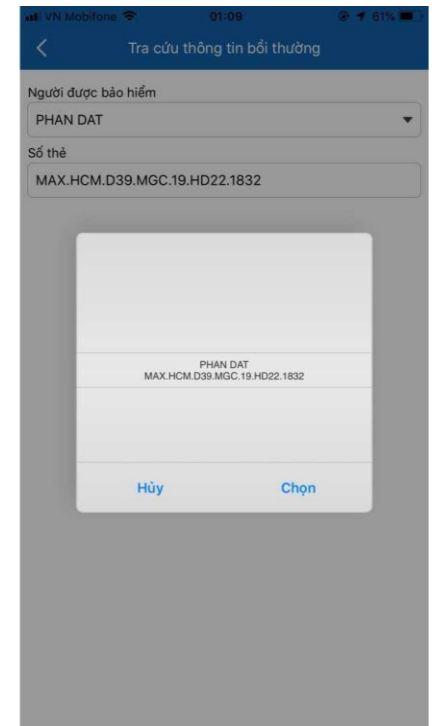 VN Mobifone 01:09 61%
Tra cứu thông tin bồi thường
Người được bảo hiểm
PHAN DAT
Số thẻ
MAX.HCM.D39.MGC.19.HD22.1832
PHAN DAT
MAX.HCM.D39.MGC.19.HD22.1832
Hủy Chọn